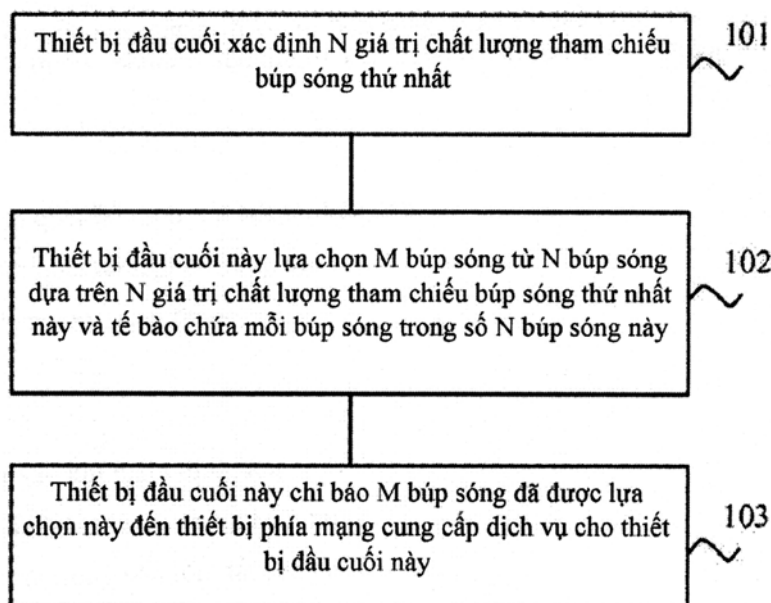 Thiết bị đầu cuối xác định N giá trị chất lượng tham chiếu
búp sóng thứ nhất
101
Thiết bị đầu cuối này lựa chọn M búp sóng từ N búp sóng
dựa trên N giá trị chất lượng tham chiếu búp sóng thứ nhất
này và tế bào chứa mỗi búp sóng trong số N búp sóng này
102
Thiết bị đầu cuối này chỉ báo M búp sóng đã được lựa
chọn này đến thiết bị phía mạng cung cấp dịch vụ cho thiết
bị đầu cuối này
103